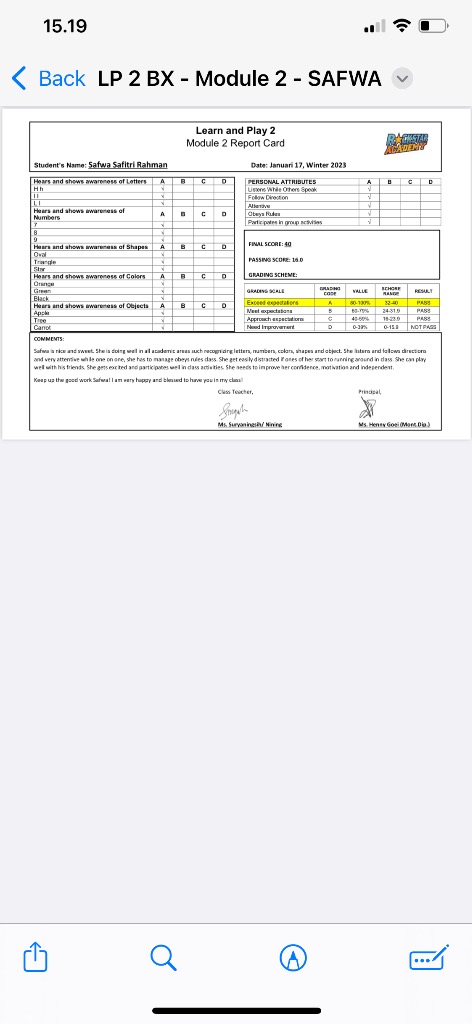 15.19
Back LP 2 BX - Module 2 - SAFWA
Learn and Play 2
Module 2 Report Card
ROCKSTAR ACADEMY
Student's Name: Safwa Safitri Rahman
Date: Januari 17, Winter 2023
Hears and shows awareness of Letters A B C D
H h √
I i √
L l √
Hears and shows awareness of Numbers A B C D
7 √
8 √
9 √
Hears and shows awareness of Shapes A B C D
Oval √
Triangle √
Star √
Hears and shows awareness of Colors A B C D
Orange √
Green √
Black √
Hears and shows awareness of Objects A B C D
Apple √
Tree √
Carrot √
PERSONAL ATTRIBUTES A B C D
Listens While Others Speak √
Follow Direction √
Attentive √
Obeys Rules √
Participates in group activities √
FINAL SCORE: 40
PASSING SCORE: 16.0
GRADING SCHEME:
GRADING SCALE GRADING CODE VALUE SCHORE RANGE RESULT
Exceed expectations A 80-100% 32-40 PASS
Meet expectations B 60-79% 24-31.9 PASS
Approach expectations C 40-59% 16-23.9 PASS
Need Improvement D 0-39% 0-15.9 NOT PASS
COMMENTS:
Safwa is nice and sweet. She is doing well in all academic areas such recognizing letters, numbers, colors, shapes and object. She listens and follows directions
and very attentive while one on one, she has to manage obeys rules class. She get easily distracted if ones of her start to running around in class. She can play
well with his friends. She gets excited and participates well in class activities. She needs to improve her confidence, motivation and independent.
Keep up the good work Safwa! I am very happy and blessed to have you in my class!
Class Teacher,
Principal,
Ms. Suryaningsih/ Nining
Ms. Henny Goei (Mont.Dip.)